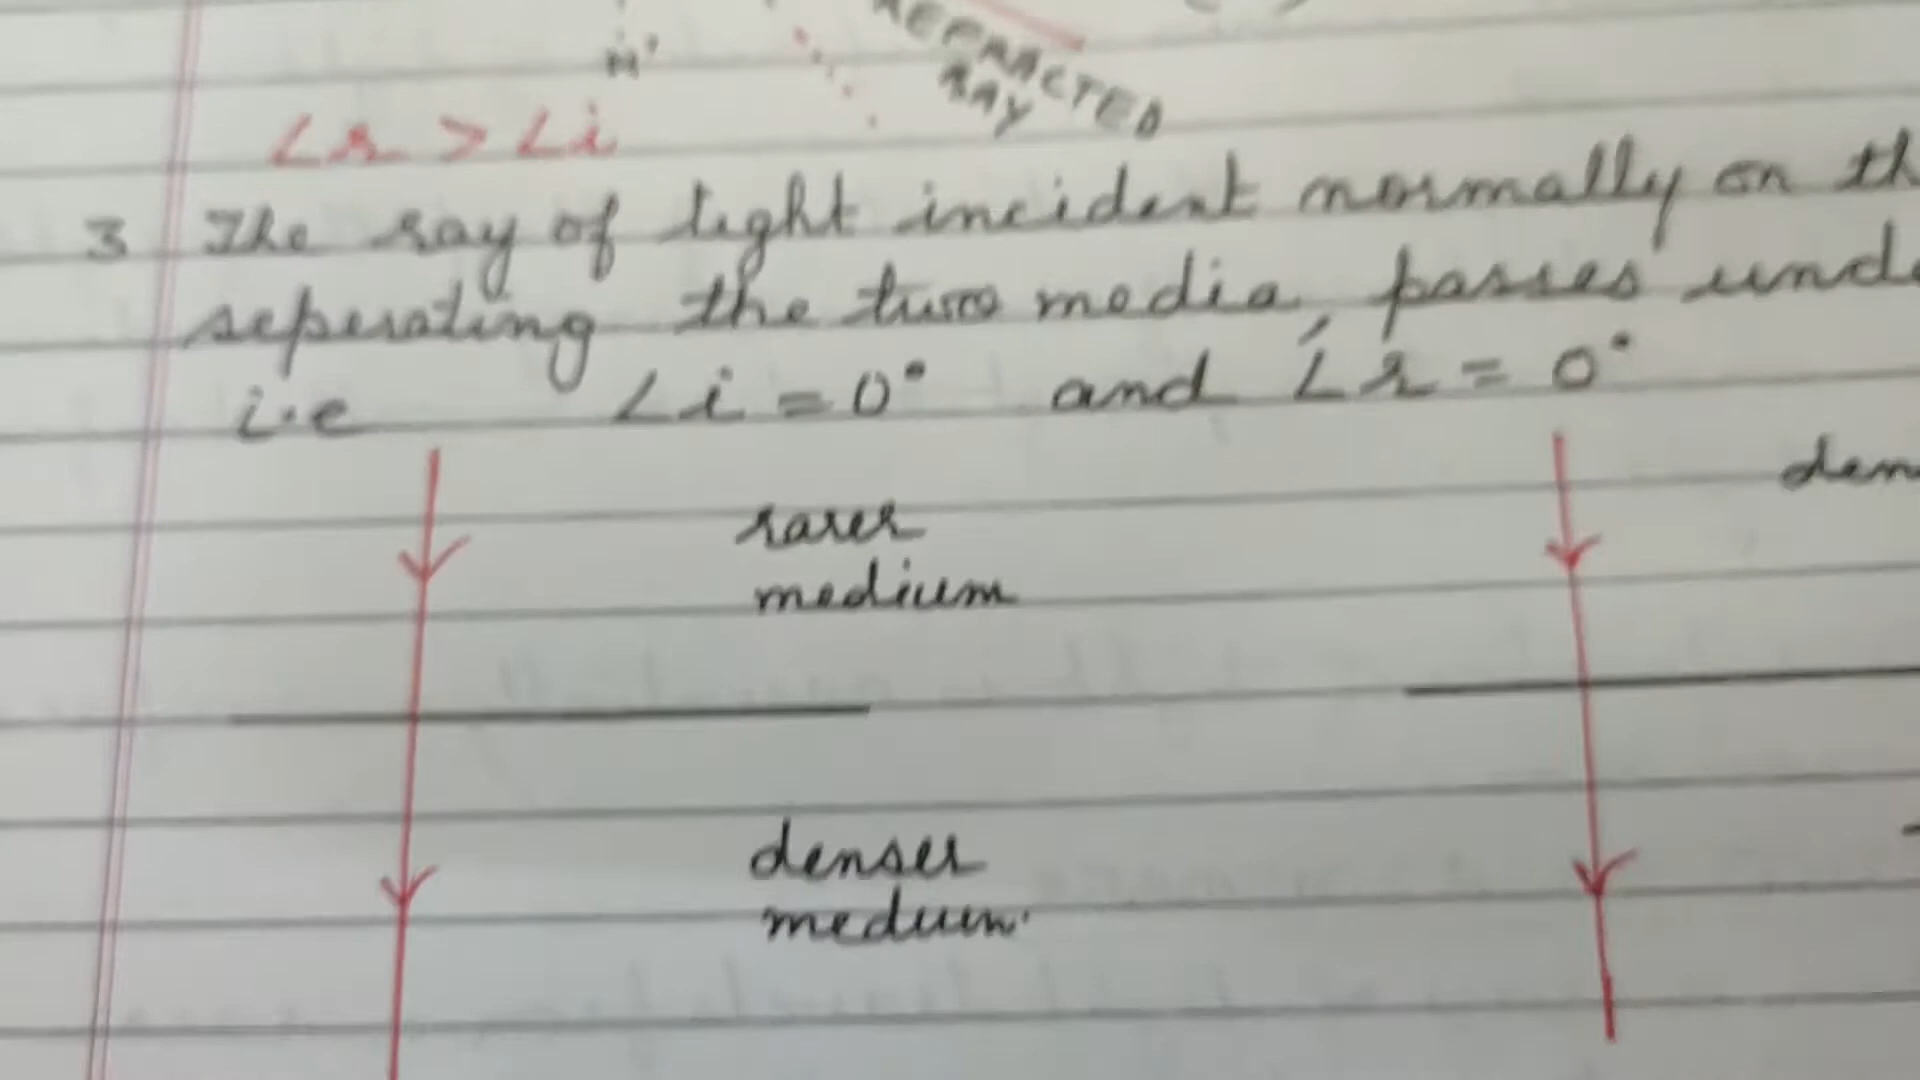 N'
REFRACTED
RAY
∠r > ∠i
3 The ray of light incident normally on th
seperating the two media, passes unde
i.e ∠i = 0° and ∠r = 0°
den
rarer
medium
denser
medium.